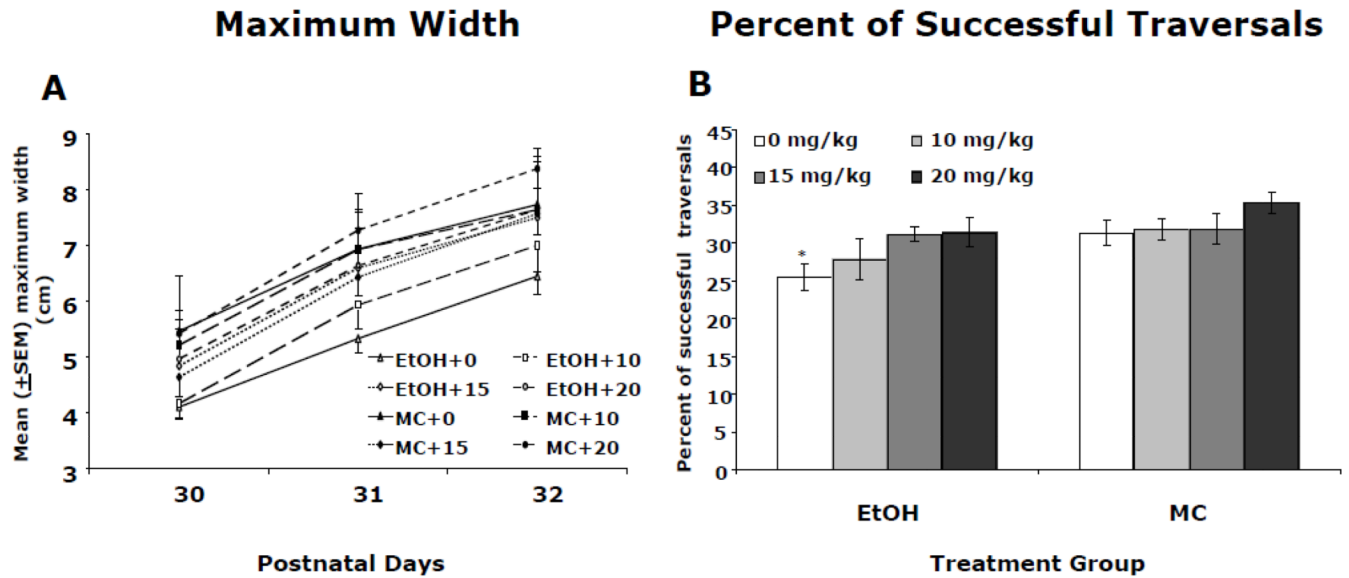 Maximum Width
Percent of Successful Traversals
A
Mean (±SEM) maximum width
(cm)
9
8
7
6
5
4
3
EtOH+0
EtOH+10
EtOH+15
EtOH+20
MC+0
MC+10
MC+15
MC+20
30
31
32
Postnatal Days
B
Percent of successful traversals
45
40
35
30
25
20
15
10
5
0
0 mg/kg
10 mg/kg
15 mg/kg
20 mg/kg
*
EtOH
MC
Treatment Group